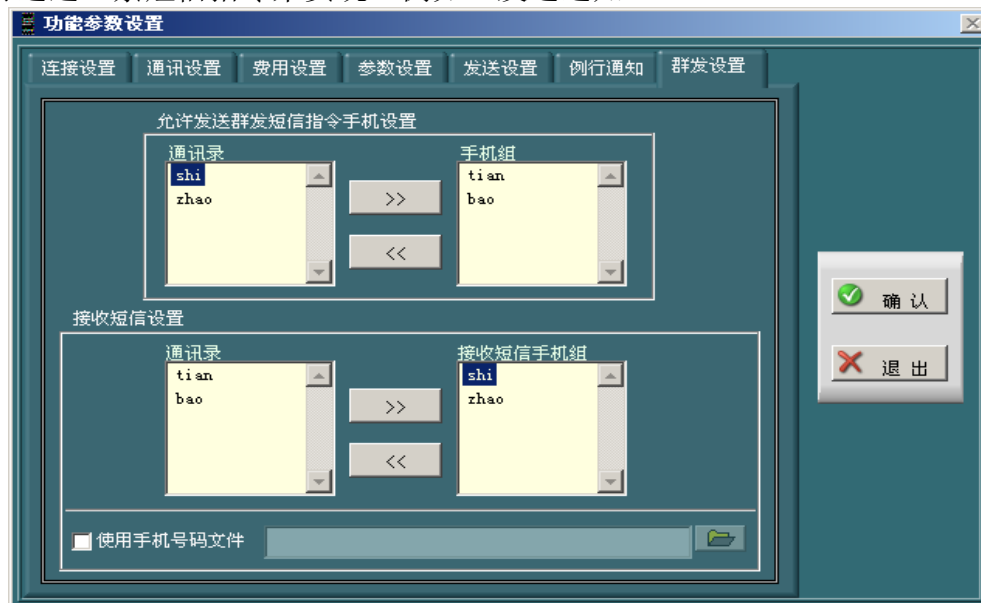 功能参数设置
连接设置 通讯设置 费用设置 参数设置 发送设置 例行通知 群发设置
允许发送群发短信指令手机设置
通讯录 手机组
shi tian
zhao >> bao
<<
确 认
接收短信设置
通讯录 接收短信手机组
tian shi
退 出
bao >> zhao
<<
使用手机号码文件